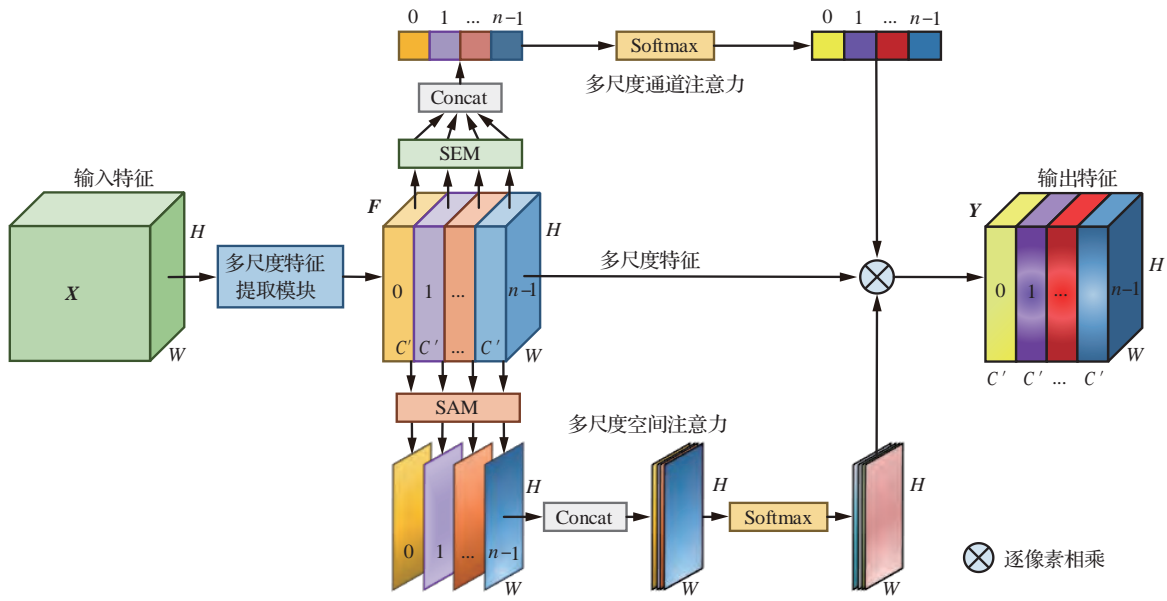 0 1 ... n−1
Softmax
0 1 ... n−1
多尺度通道注意力
Concat
SEM
输入特征
F
H
X
W
多尺度特征
提取模块
0 1 ... n−1
C′ C′ ... C′
H
W
多尺度特征
输出特征
Y
0 1 ... n−1
H
W
C′ C′ ... C′
SAM
多尺度空间注意力
0 1 ... n−1
H
W
Concat
H
W
Softmax
H
W
逐像素相乘